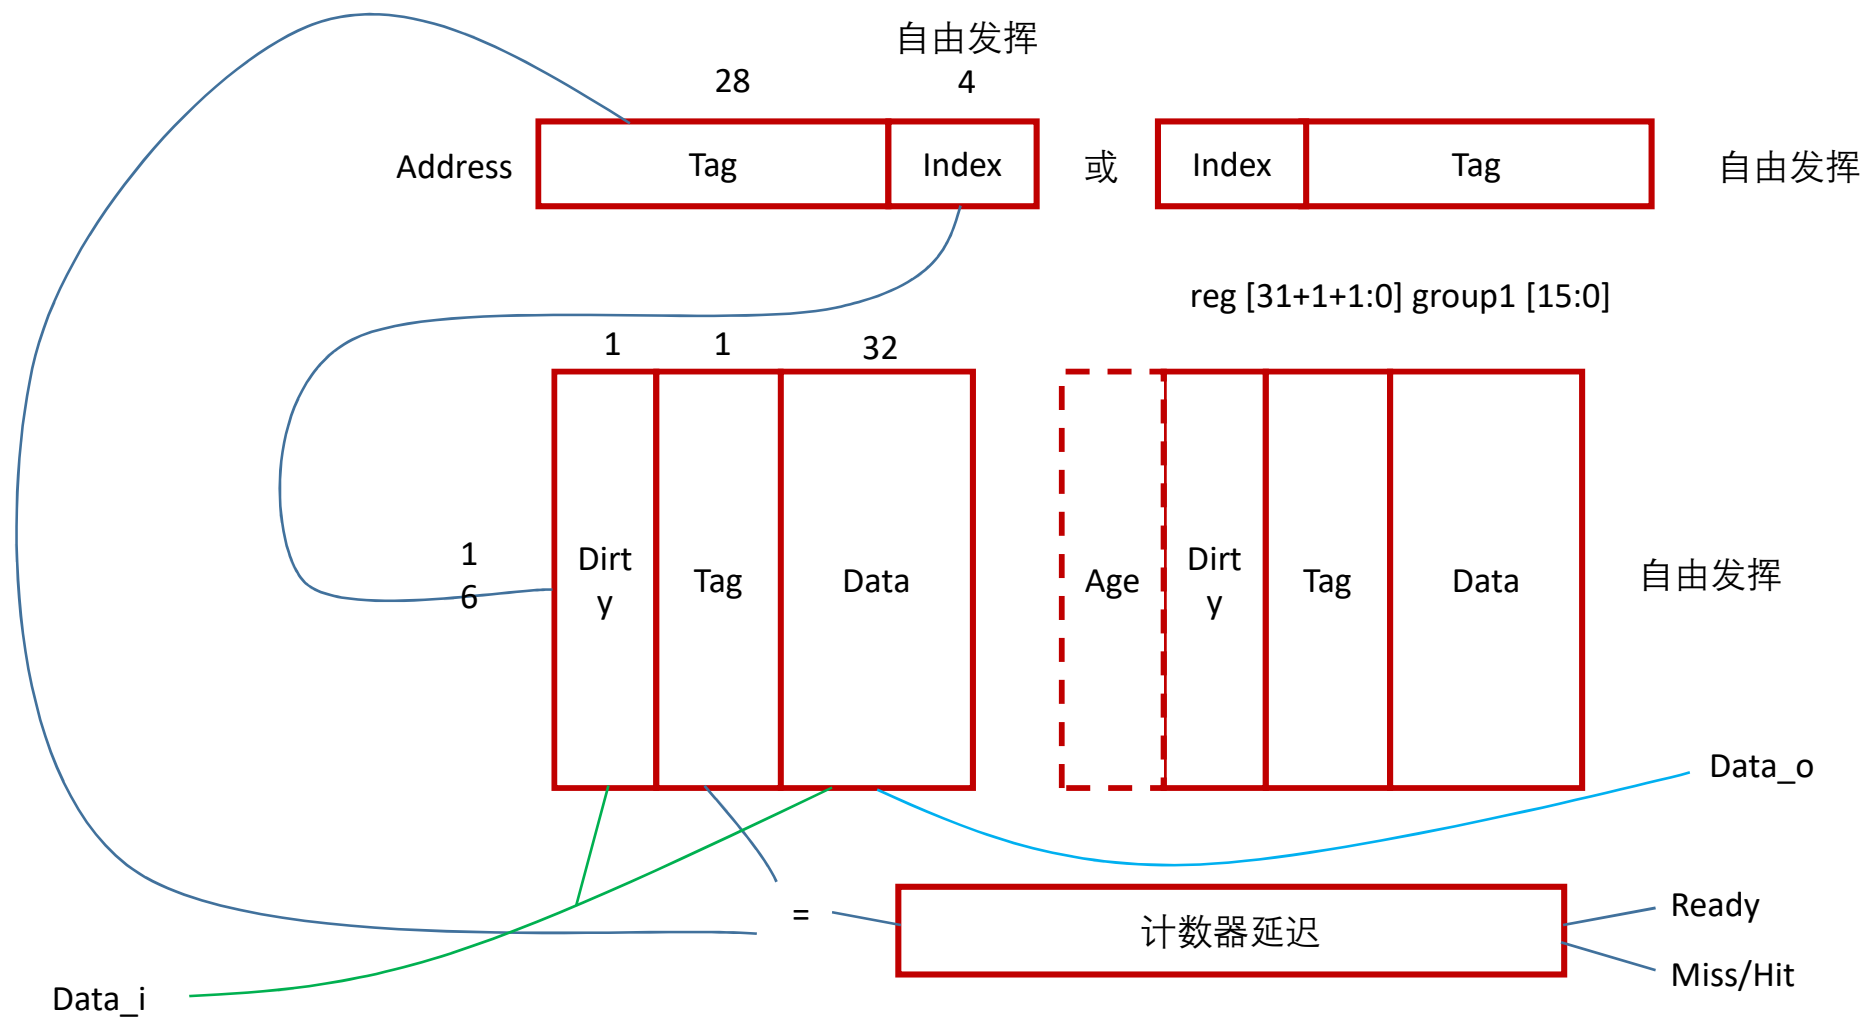 自由发挥
28
4
Address
Tag
Index
或
Index
Tag
自由发挥
reg [31+1+1:0] group1 [15:0]
1
1
32
1
6
Dirt
y
Tag
Data
Age
Dirt
y
Tag
Data
自由发挥
Data_o
=
计数器延迟
Ready
Miss/Hit
Data_i